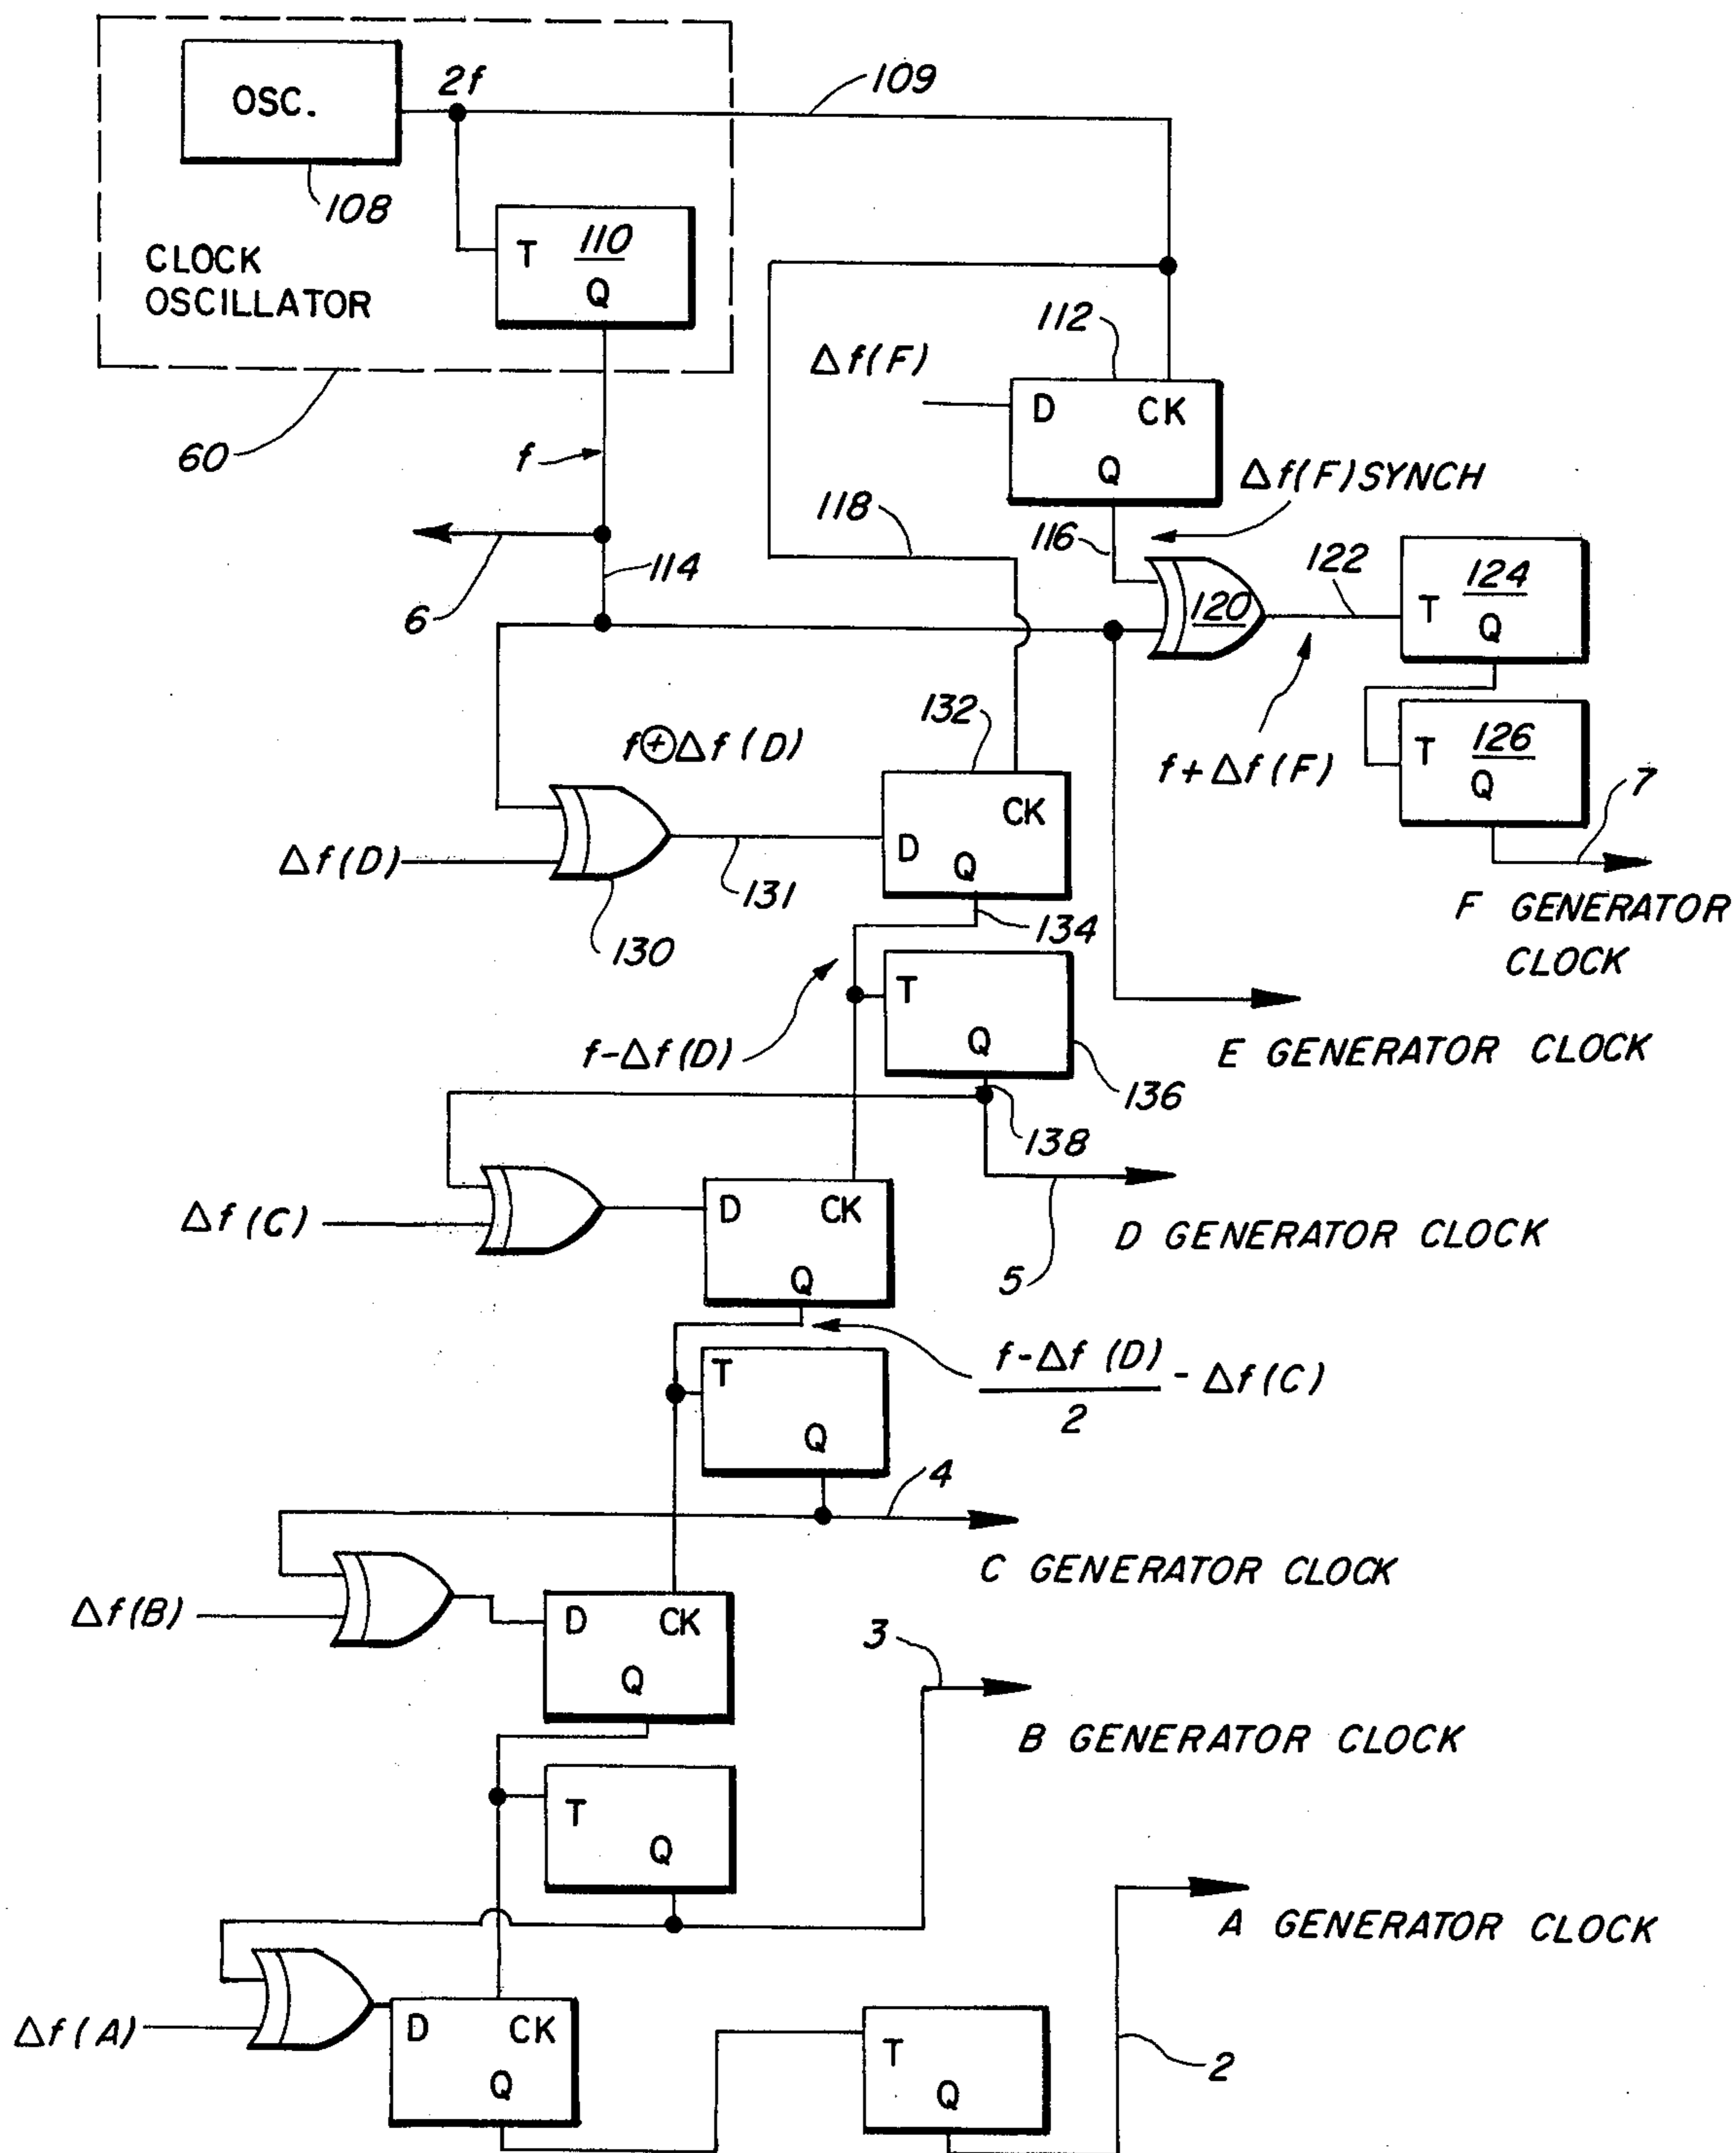 OSC.
2f
109
108
T 110
Q
CLOCK
OSCILLATOR
60
f
112
Δf(F)
D CK
Q
Δf(F) SYNCH
118
116
6
114
120
122
T 124
Q
T 126
Q
f+Δf(F)
7
F GENERATOR
CLOCK
132
f⊕Δf(D)
CK
D Q
Δf(D)
131
130
134
T
Q
136
E GENERATOR CLOCK
f-Δf(D)
138
D CK
Q
Δf(C)
D GENERATOR CLOCK
5
f-Δf(D)
2
- Δf(C)
T
Q
4
C GENERATOR CLOCK
Δf(B)
D CK
Q
3
B GENERATOR CLOCK
T
Q
A GENERATOR CLOCK
Δf(A)
D CK
Q
T
Q
2